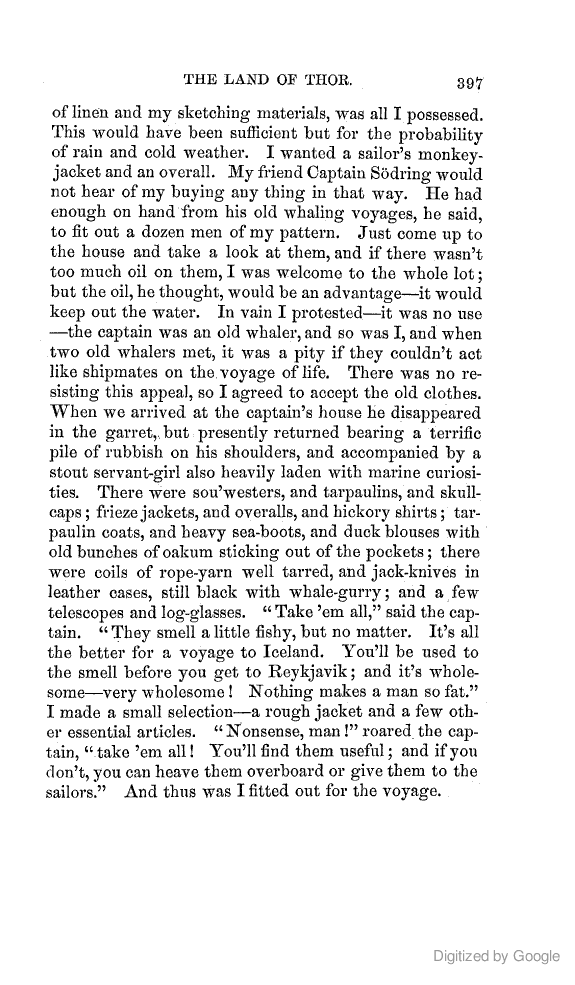 THE LAND OF THOR. 397
of linen and my sketching materials, was all I possessed.
This would have been sufficient but for the probability
of rain and cold weather. I wanted a sailor's monkey-
jacket and an overall. My friend Captain Södring would
not hear of my buying any thing in that way. He had
enough on hand from his old whaling voyages, he said,
to fit out a dozen men of my pattern. Just come up to
the house and take a look at them, and if there wasn't
too much oil on them, I was welcome to the whole lot;
but the oil, he thought, would be an advantage—it would
keep out the water. In vain I protested—it was no use
—the captain was an old whaler, and so was I, and when
two old whalers met, it was a pity if they couldn't act
like shipmates on the voyage of life. There was no re-
sisting this appeal, so I agreed to accept the old clothes.
When we arrived at the captain's house he disappeared
in the garret, but presently returned bearing a terrific
pile of rubbish on his shoulders, and accompanied by a
stout servant-girl also heavily laden with marine curiosi-
ties. There were sou'westers, and tarpaulins, and skull-
caps; frieze jackets, and overalls, and hickory shirts; tar-
paulin coats, and heavy sea-boots, and duck blouses with
old bunches of oakum sticking out of the pockets; there
were coils of rope-yarn well tarred, and jack-knives in
leather cases, still black with whale-gurry; and a few
telescopes and log-glasses. "Take 'em all," said the cap-
tain. "They smell a little fishy, but no matter. It's all
the better for a voyage to Iceland. You'll be used to
the smell before you get to Reykjavik; and it's whole-
some—very wholesome! Nothing makes a man so fat."
I made a small selection—a rough jacket and a few oth-
er essential articles. "Nonsense, man!" roared the cap-
tain, "take 'em all! You'll find them useful; and if you
don't, you can heave them overboard or give them to the
sailors." And thus was I fitted out for the voyage.
Digitized by Google